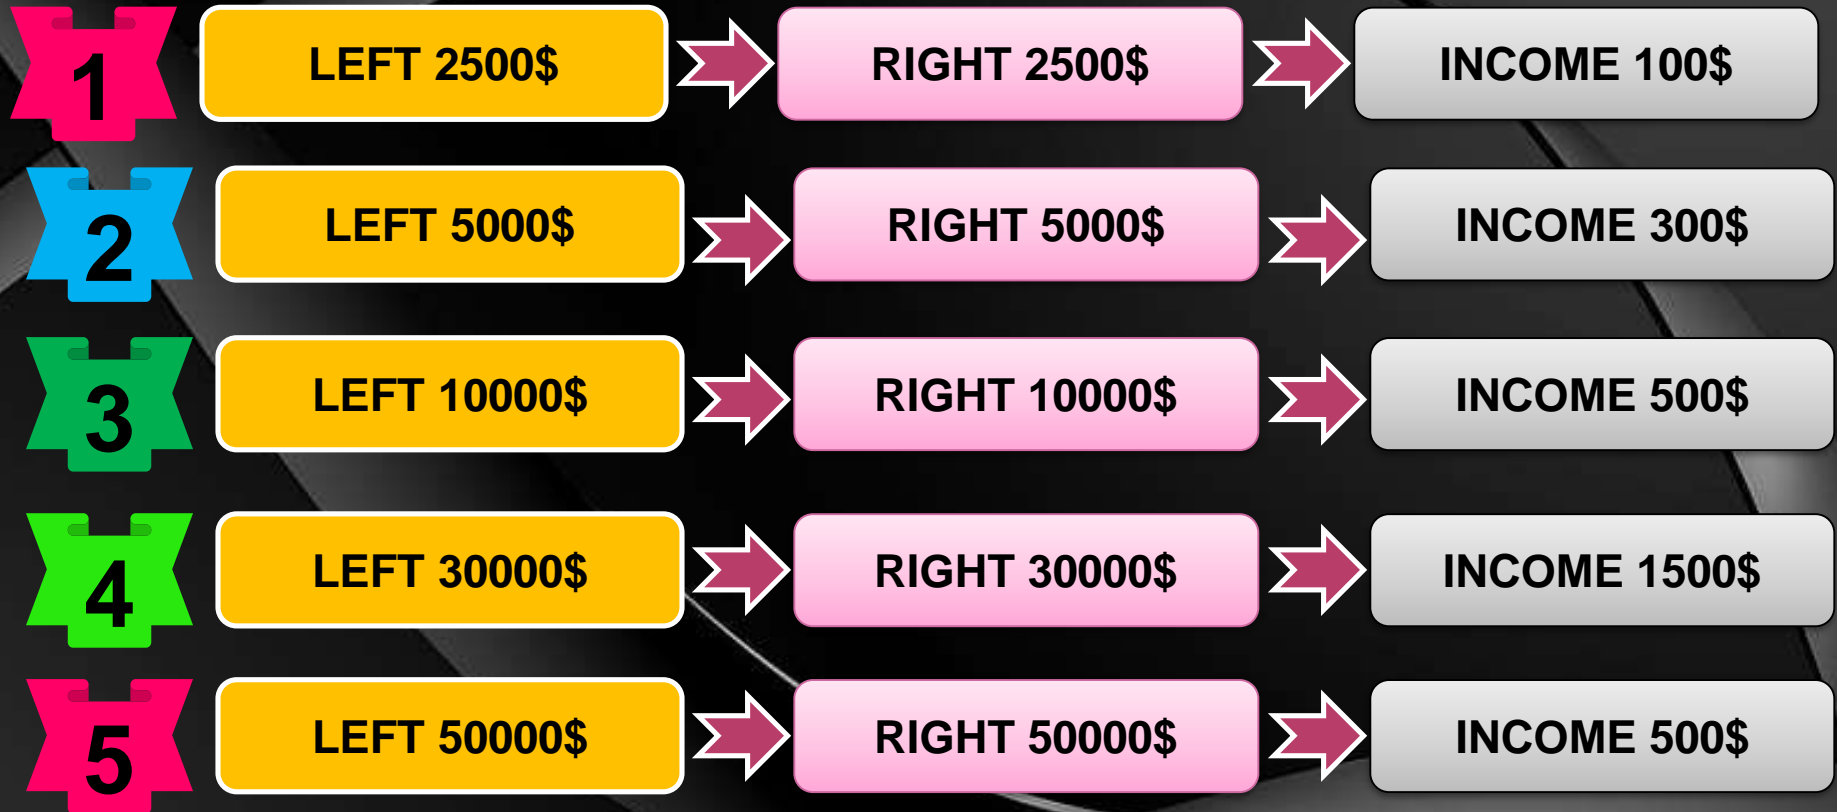 1 LEFT 2500$ RIGHT 2500$ INCOME 100$
2 LEFT 5000$ RIGHT 5000$ INCOME 300$
3 LEFT 10000$ RIGHT 10000$ INCOME 500$
4 LEFT 30000$ RIGHT 30000$ INCOME 1500$
5 LEFT 50000$ RIGHT 50000$ INCOME 500$